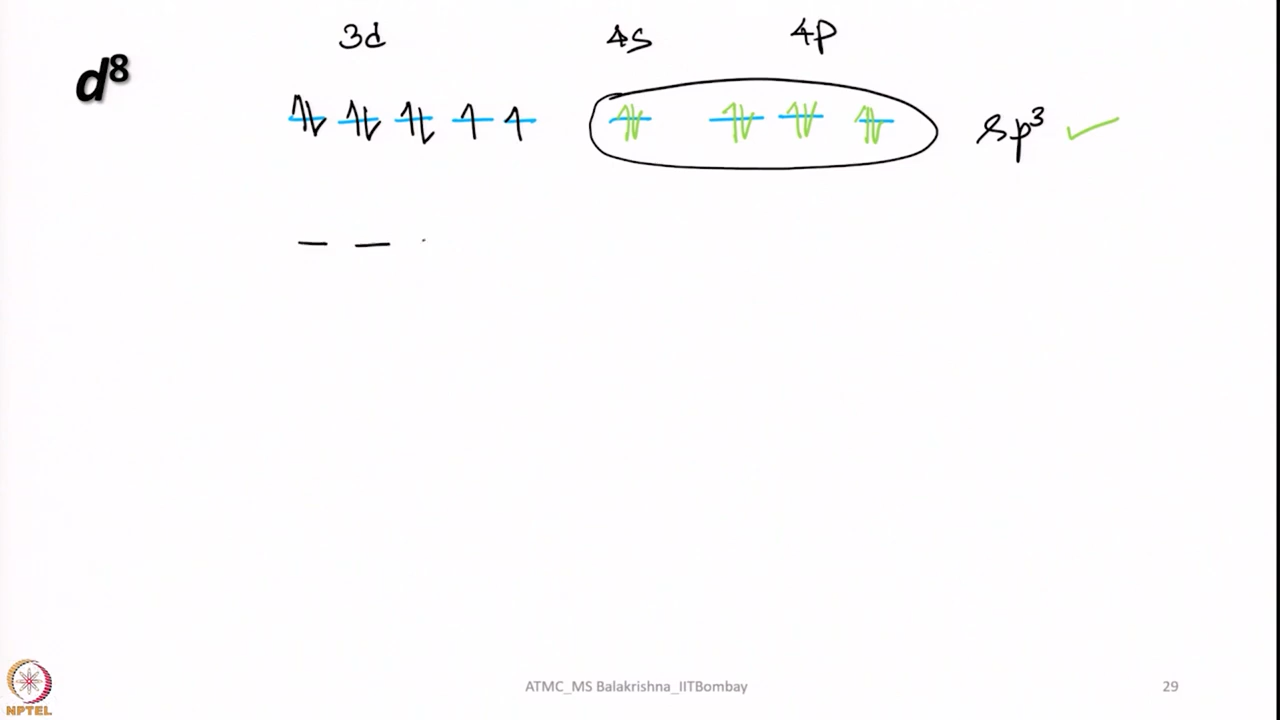 3d 4s 4p
d⁸
⥮ ⥮ ⥮ ↑ ↑ ⥮ ⥮ ⥮ ⥮ sp³ ✓
NPTEL
ATMC_MS Balakrishna_IITBombay 29